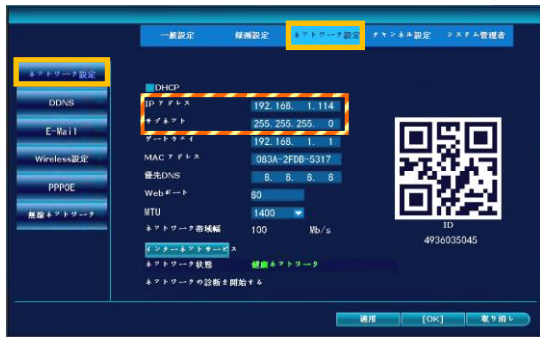 一般設定 録画設定 ネットワーク設定 チャンネル設定 システム管理者
ネットワーク設定
DDNS
E-Mail
Wireless設定
PPPOE
無線ネットワーク
DHCP
IPアドレス 192.168. 1.114
サブネット 255.255.255. 0
ゲートウェイ 192.168. 1. 1
MACアドレス 083A-2FDB-5317
優先DNS 8. 8. 8. 8
Webポート 80
MTU 1400
ネットワーク帯域幅 100 Mb/s
インターネットサービス
ネットワーク状態 健康ネットワーク
ネットワークの診断を開始する
ID
4936035045
適用 [OK] 取り消し